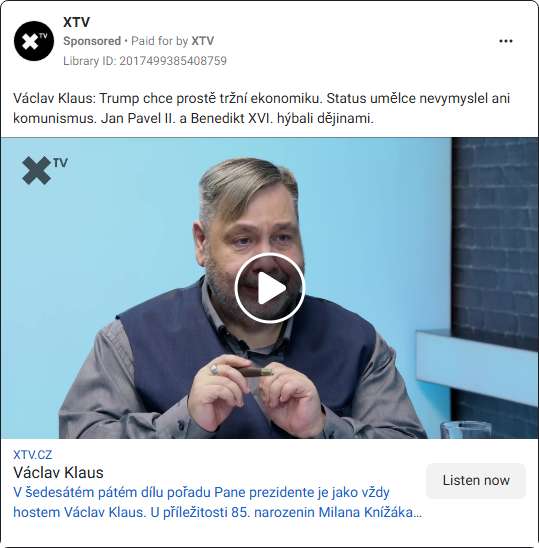 XTV
Sponsored • Paid for by XTV
Library ID: 2017499385408759
Václav Klaus: Trump chce prostě tržní ekonomiku. Status umělce nevymyslel ani
komunismus. Jan Pavel II. a Benedikt XVI. hýbali dějinami.
XTV
XTV.CZ
Václav Klaus
V šedesátém pátém dílu pořadu Pane prezidente je jako vždy
hostem Václav Klaus. U příležitosti 85. narozenin Milana Knížáka...
Listen now